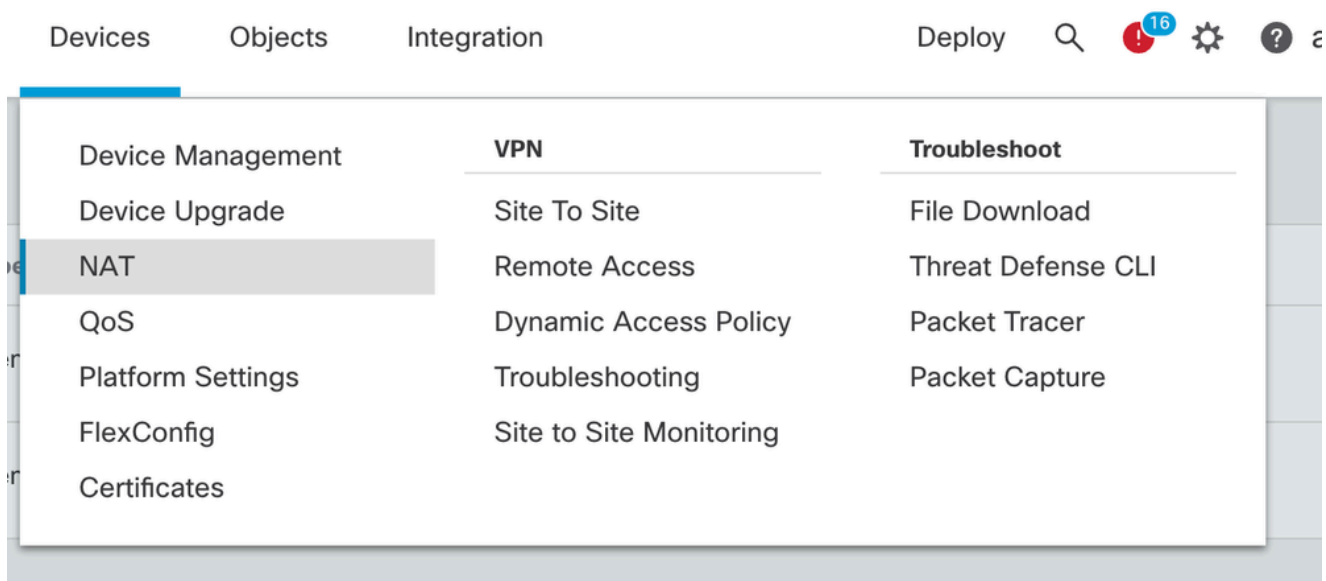 Devices Objects Integration Deploy 16
Device Management
Device Upgrade
NAT
QoS
Platform Settings
FlexConfig
Certificates
VPN
Site To Site
Remote Access
Dynamic Access Policy
Troubleshooting
Site to Site Monitoring
Troubleshoot
File Download
Threat Defense CLI
Packet Tracer
Packet Capture